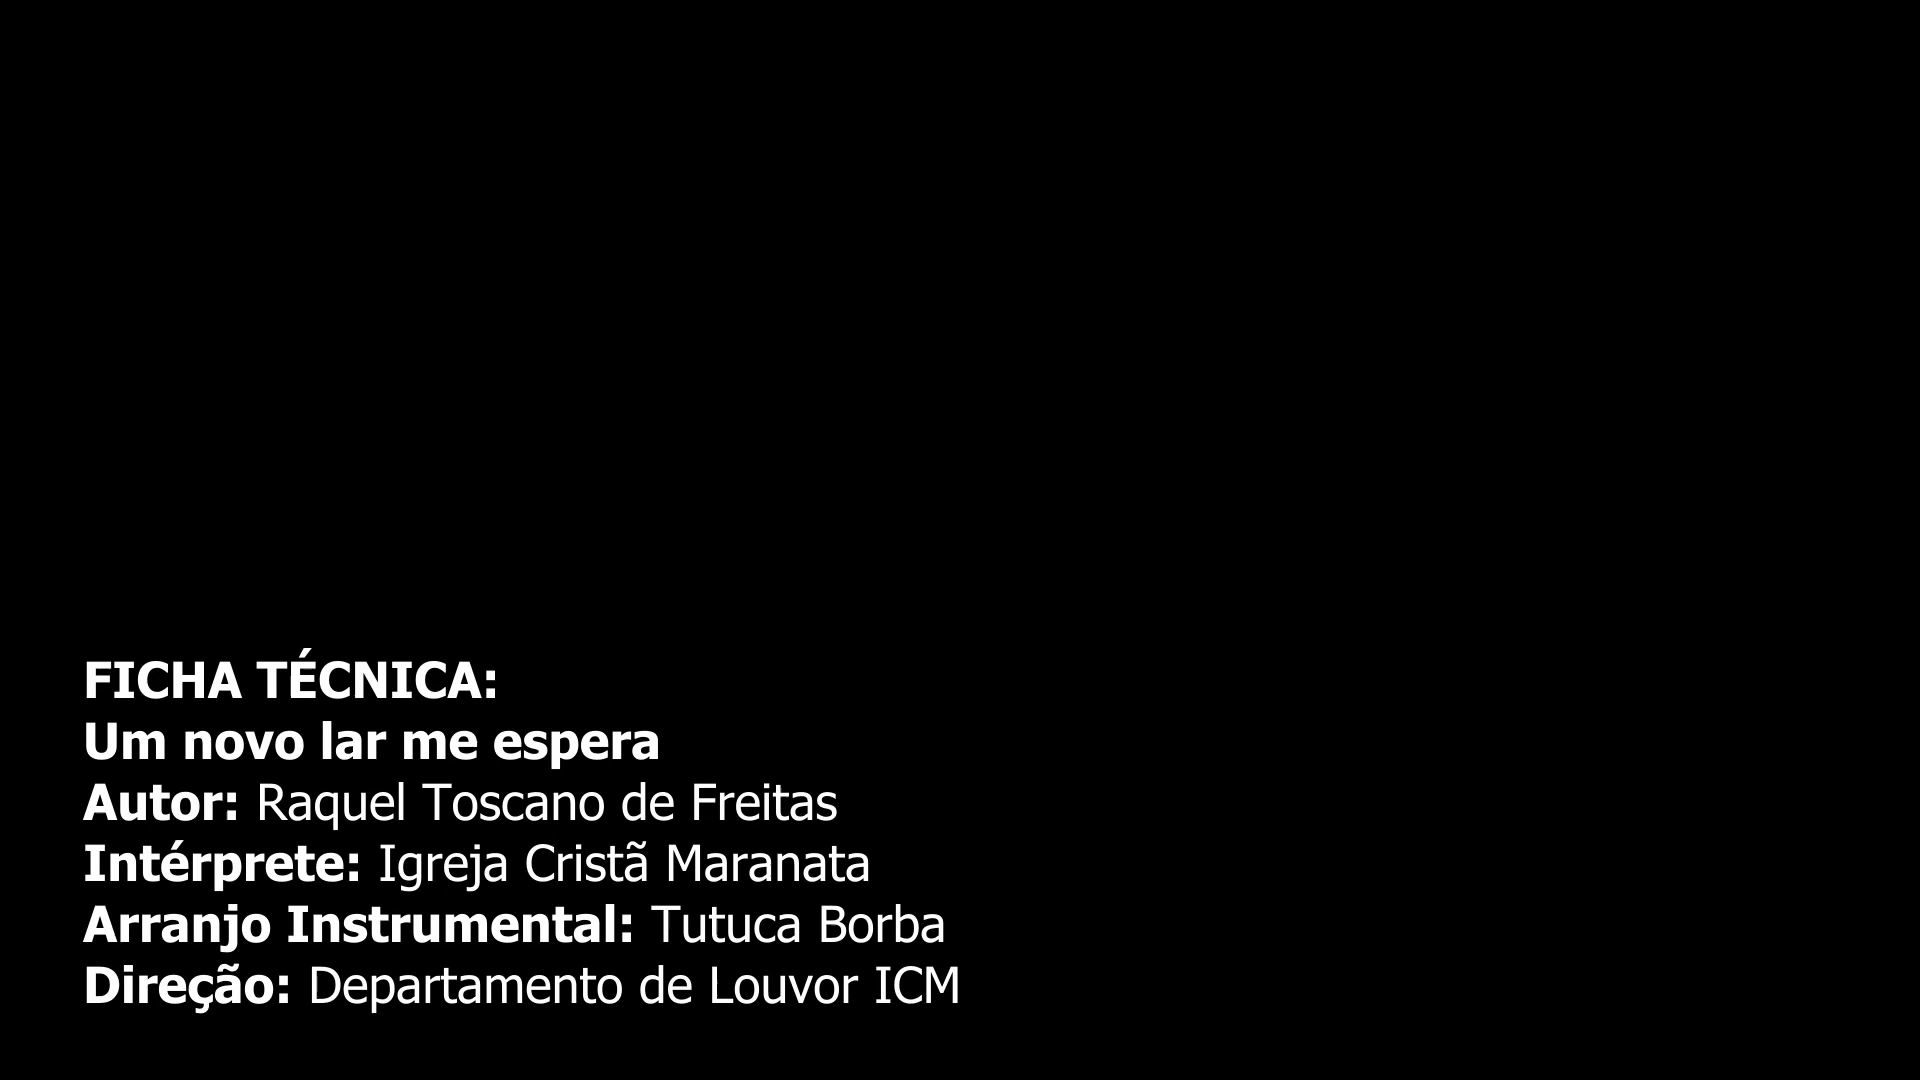 FICHA TÉCNICA:
Um novo lar me espera
Autor: Raquel Toscano de Freitas
Intérprete: Igreja Cristã Maranata
Arranjo Instrumental: Tutuca Borba
Direção: Departamento de Louvor ICM